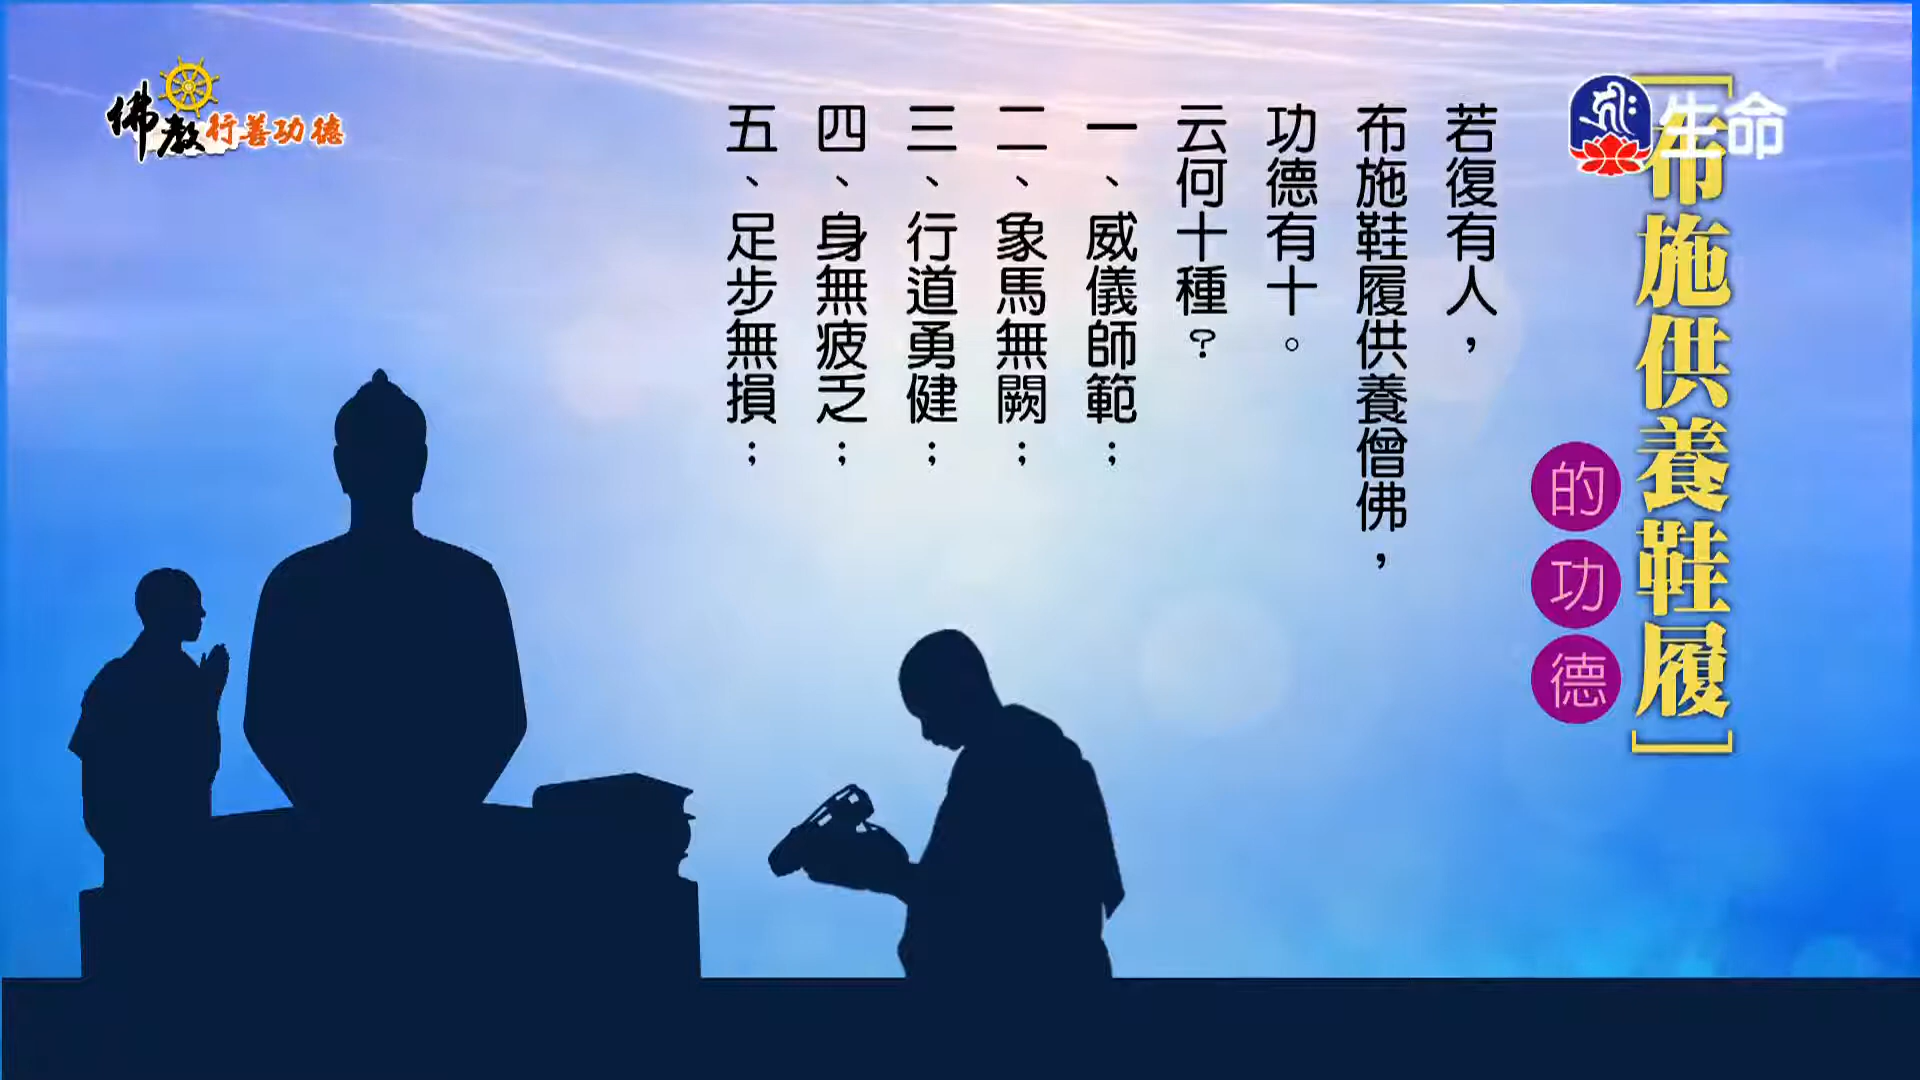 佛教行善功德
生命
[布施供養鞋履]
的功德
若復有人，
布施鞋履供養僧佛，
功德有十。
云何十種？
一、威儀師範；
二、象馬無闕；
三、行道勇健；
四、身無疲乏；
五、足步無損；